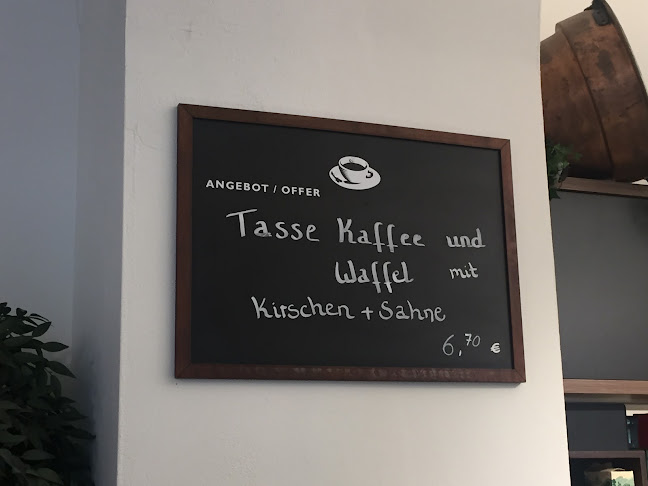 ANGEBOT / OFFER
Tasse Kaffee und
Waffel mit
Kirschen + Sahne
6,70 €